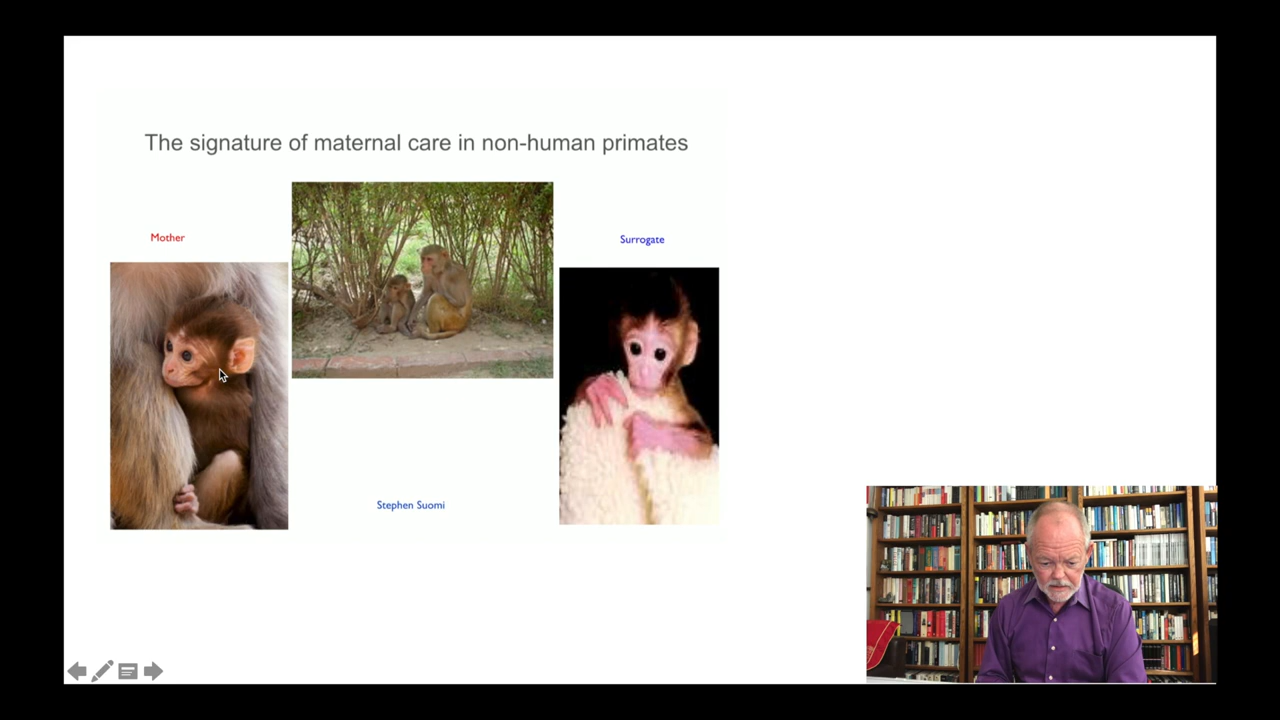 The signature of maternal care in non-human primates
Mother
Surrogate
Stephen Suomi